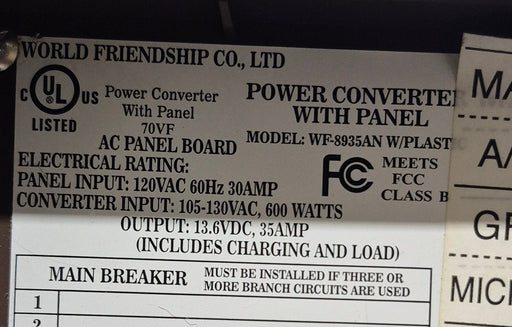 WORLD FRIENDSHIP CO., LTD
C UL US
LISTED
Power Converter
With Panel
70VF
AC PANEL BOARD
POWER CONVERTE
WITH PANEL
MODEL: WF-8935AN W/PLAST
ELECTRICAL RATING:
PANEL INPUT: 120VAC 60Hz 30AMP
CONVERTER INPUT: 105-130VAC, 600 WATTS
OUTPUT: 13.6VDC, 35AMP
(INCLUDES CHARGING AND LOAD)
FC
MEETS
FCC
CLASS B
MAIN BREAKER
MUST BE INSTALLED IF THREE OR
MORE BRANCH CIRCUITS ARE USED
1
2
MA
A/
GF
MICI